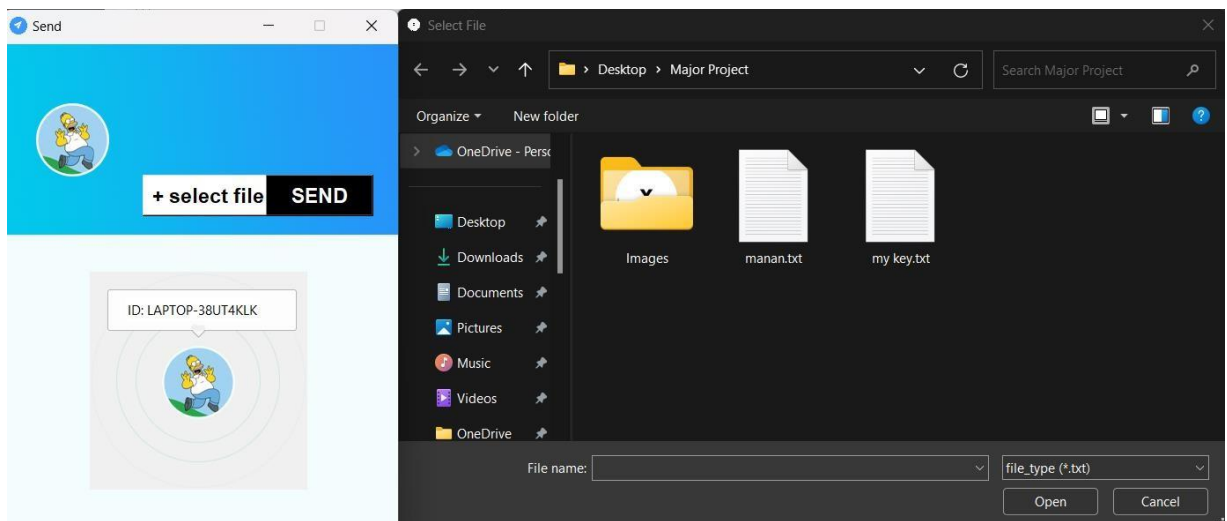 Send
+ select file SEND
ID: LAPTOP-38UT4KLK
Select File
Desktop > Major Project
Search Major Project
Organize New folder
OneDrive - Perso
Desktop
Downloads
Documents
Pictures
Music
Videos
OneDrive
Images
manan.txt
my key.txt
File name:
file_type (*.txt)
Open Cancel